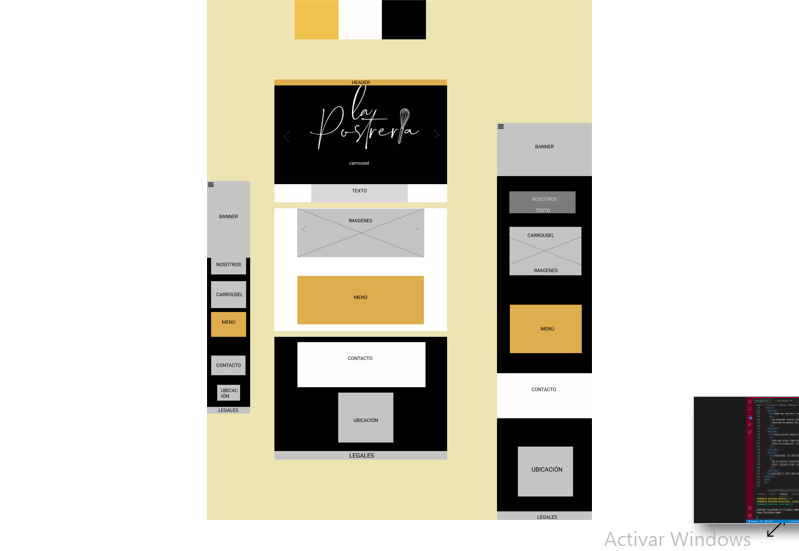 HEADER
la
Postrería
carrousel
TEXTO
IMAGENES
MENÚ
CONTACTO
UBICACIÓN
LEGALES
BANNER
NOSOTROS
CARROUSEL
MENÚ
CONTACTO
UBICAC
IÓN
LEGALES
BANNER
NOSOTROS
TEXTO
CARROUSEL
IMAGENES
MENÚ
CONTACTO
UBICACIÓN
LEGALES
Activar Windows